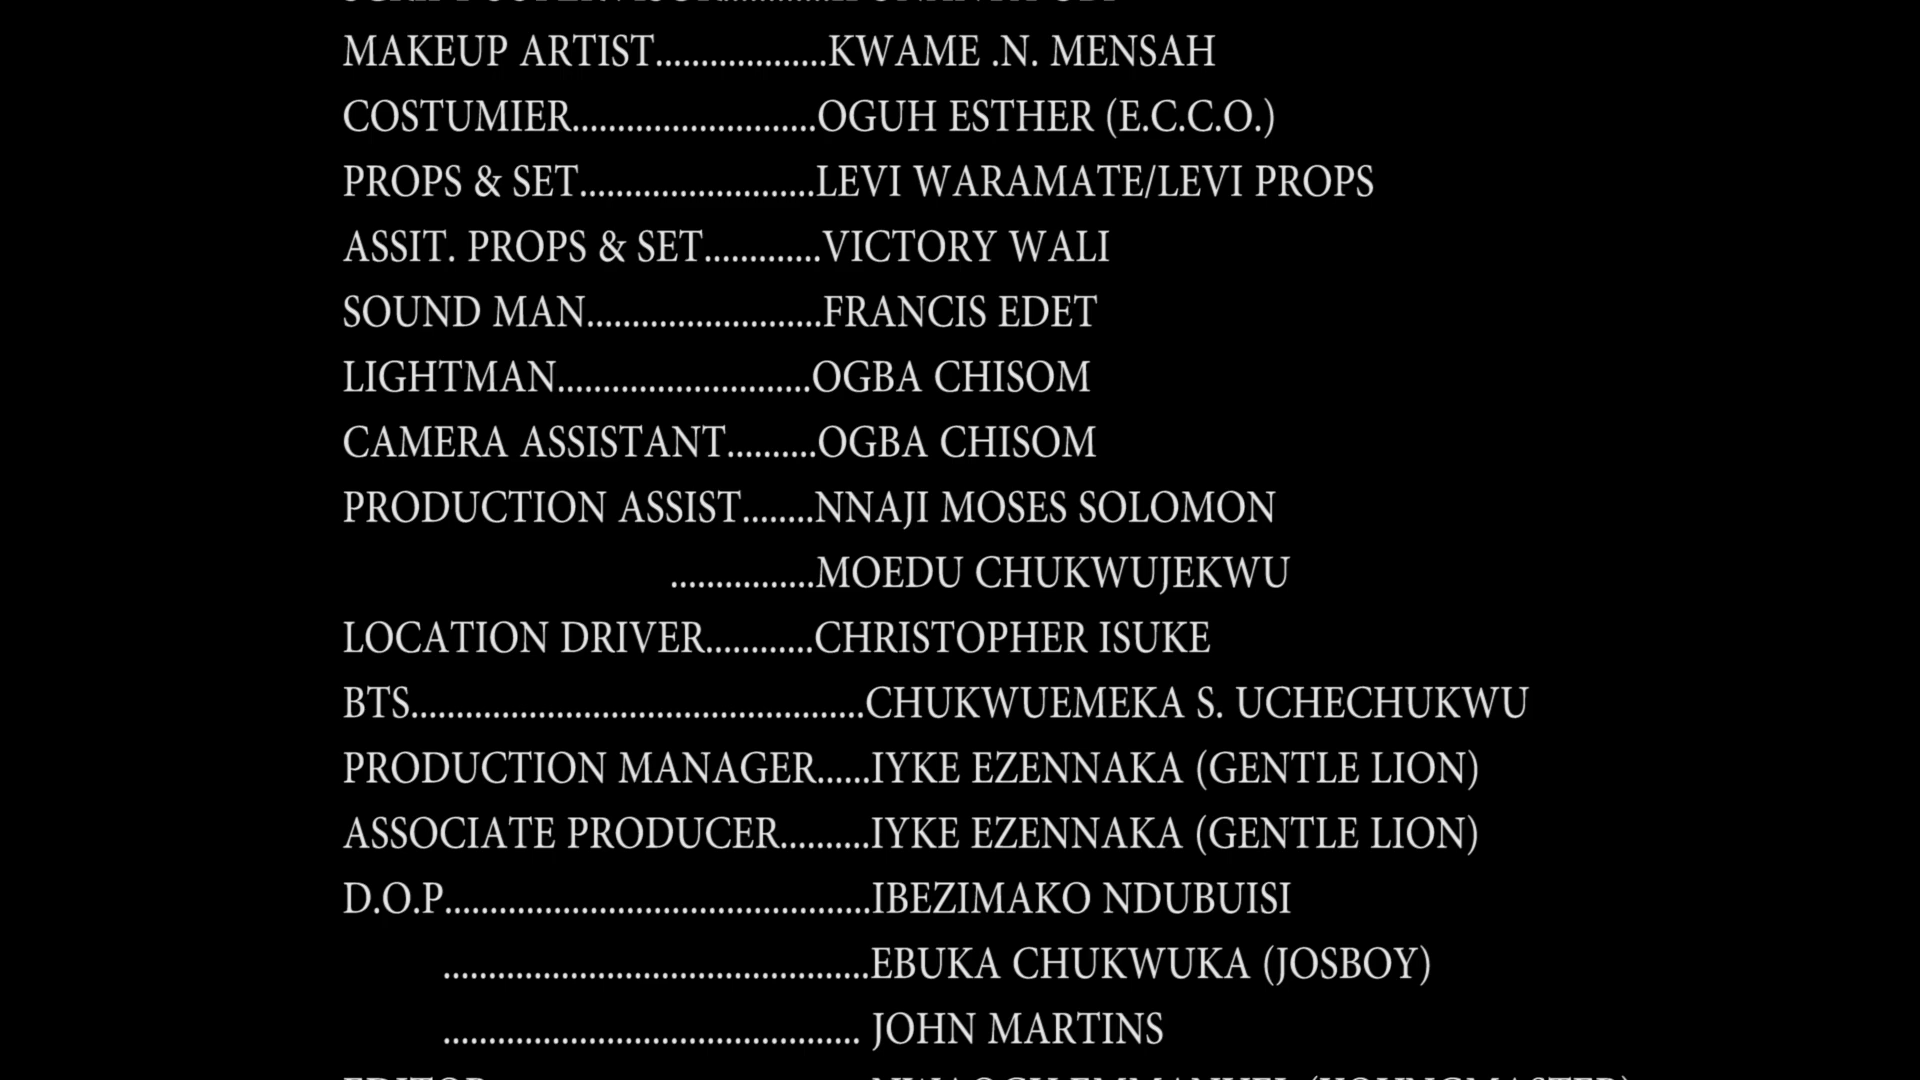 MAKEUP ARTIST...................KWAME .N. MENSAH
COSTUMIER...........................OGUH ESTHER (E.C.C.O.)
PROPS & SET..........................LEVI WARAMATE/LEVI PROPS
ASSIT. PROPS & SET.............VICTORY WALI
SOUND MAN..........................FRANCIS EDET
LIGHTMAN............................OGBA CHISOM
CAMERA ASSISTANT..........OGBA CHISOM
PRODUCTION ASSIST........NNAJI MOSES SOLOMON
................MOEDU CHUKWUJEKWU
LOCATION DRIVER............CHRISTOPHER ISUKE
BTS..................................................CHUKWUEMEKA S. UCHECHUKWU
PRODUCTION MANAGER......IYKE EZENNAKA (GENTLE LION)
ASSOCIATE PRODUCER..........IYKE EZENNAKA (GENTLE LION)
D.O.P...............................................IBEZIMAKO NDUBUISI
...............................................EBUKA CHUKWUKA (JOSBOY)
.............................................. JOHN MARTINS